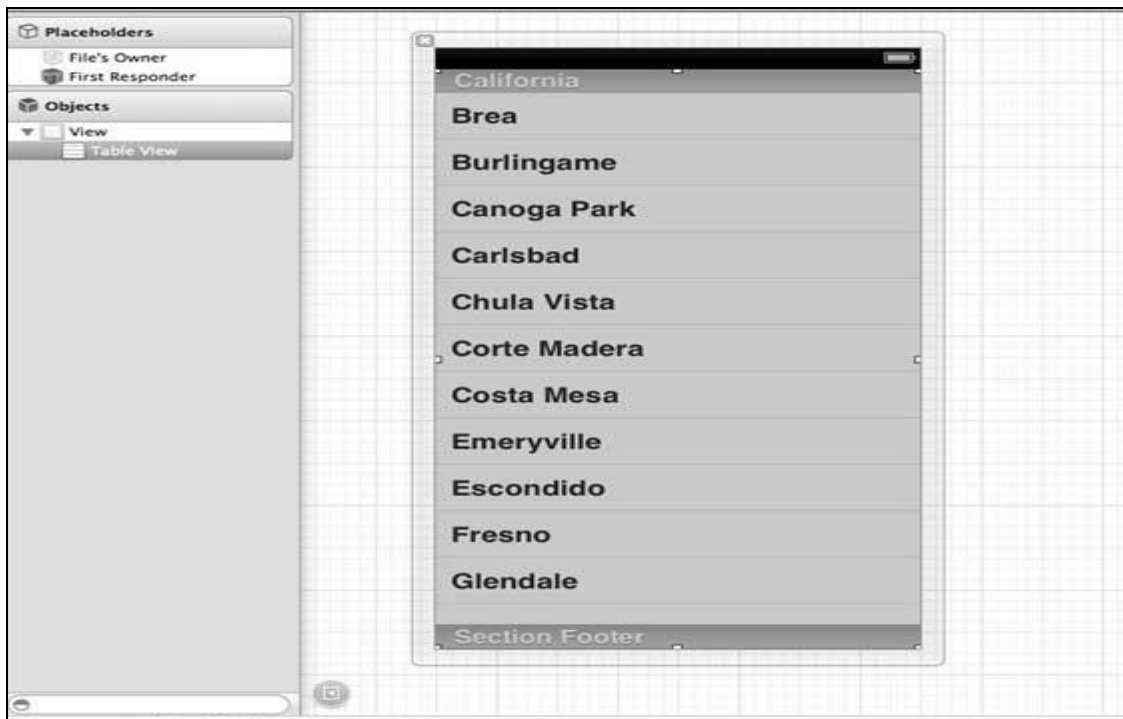 Placeholders
File's Owner
First Responder
Objects
View
Table View
California
Brea
Burlingame
Canoga Park
Carlsbad
Chula Vista
Corte Madera
Costa Mesa
Emeryville
Escondido
Fresno
Glendale
Section Footer